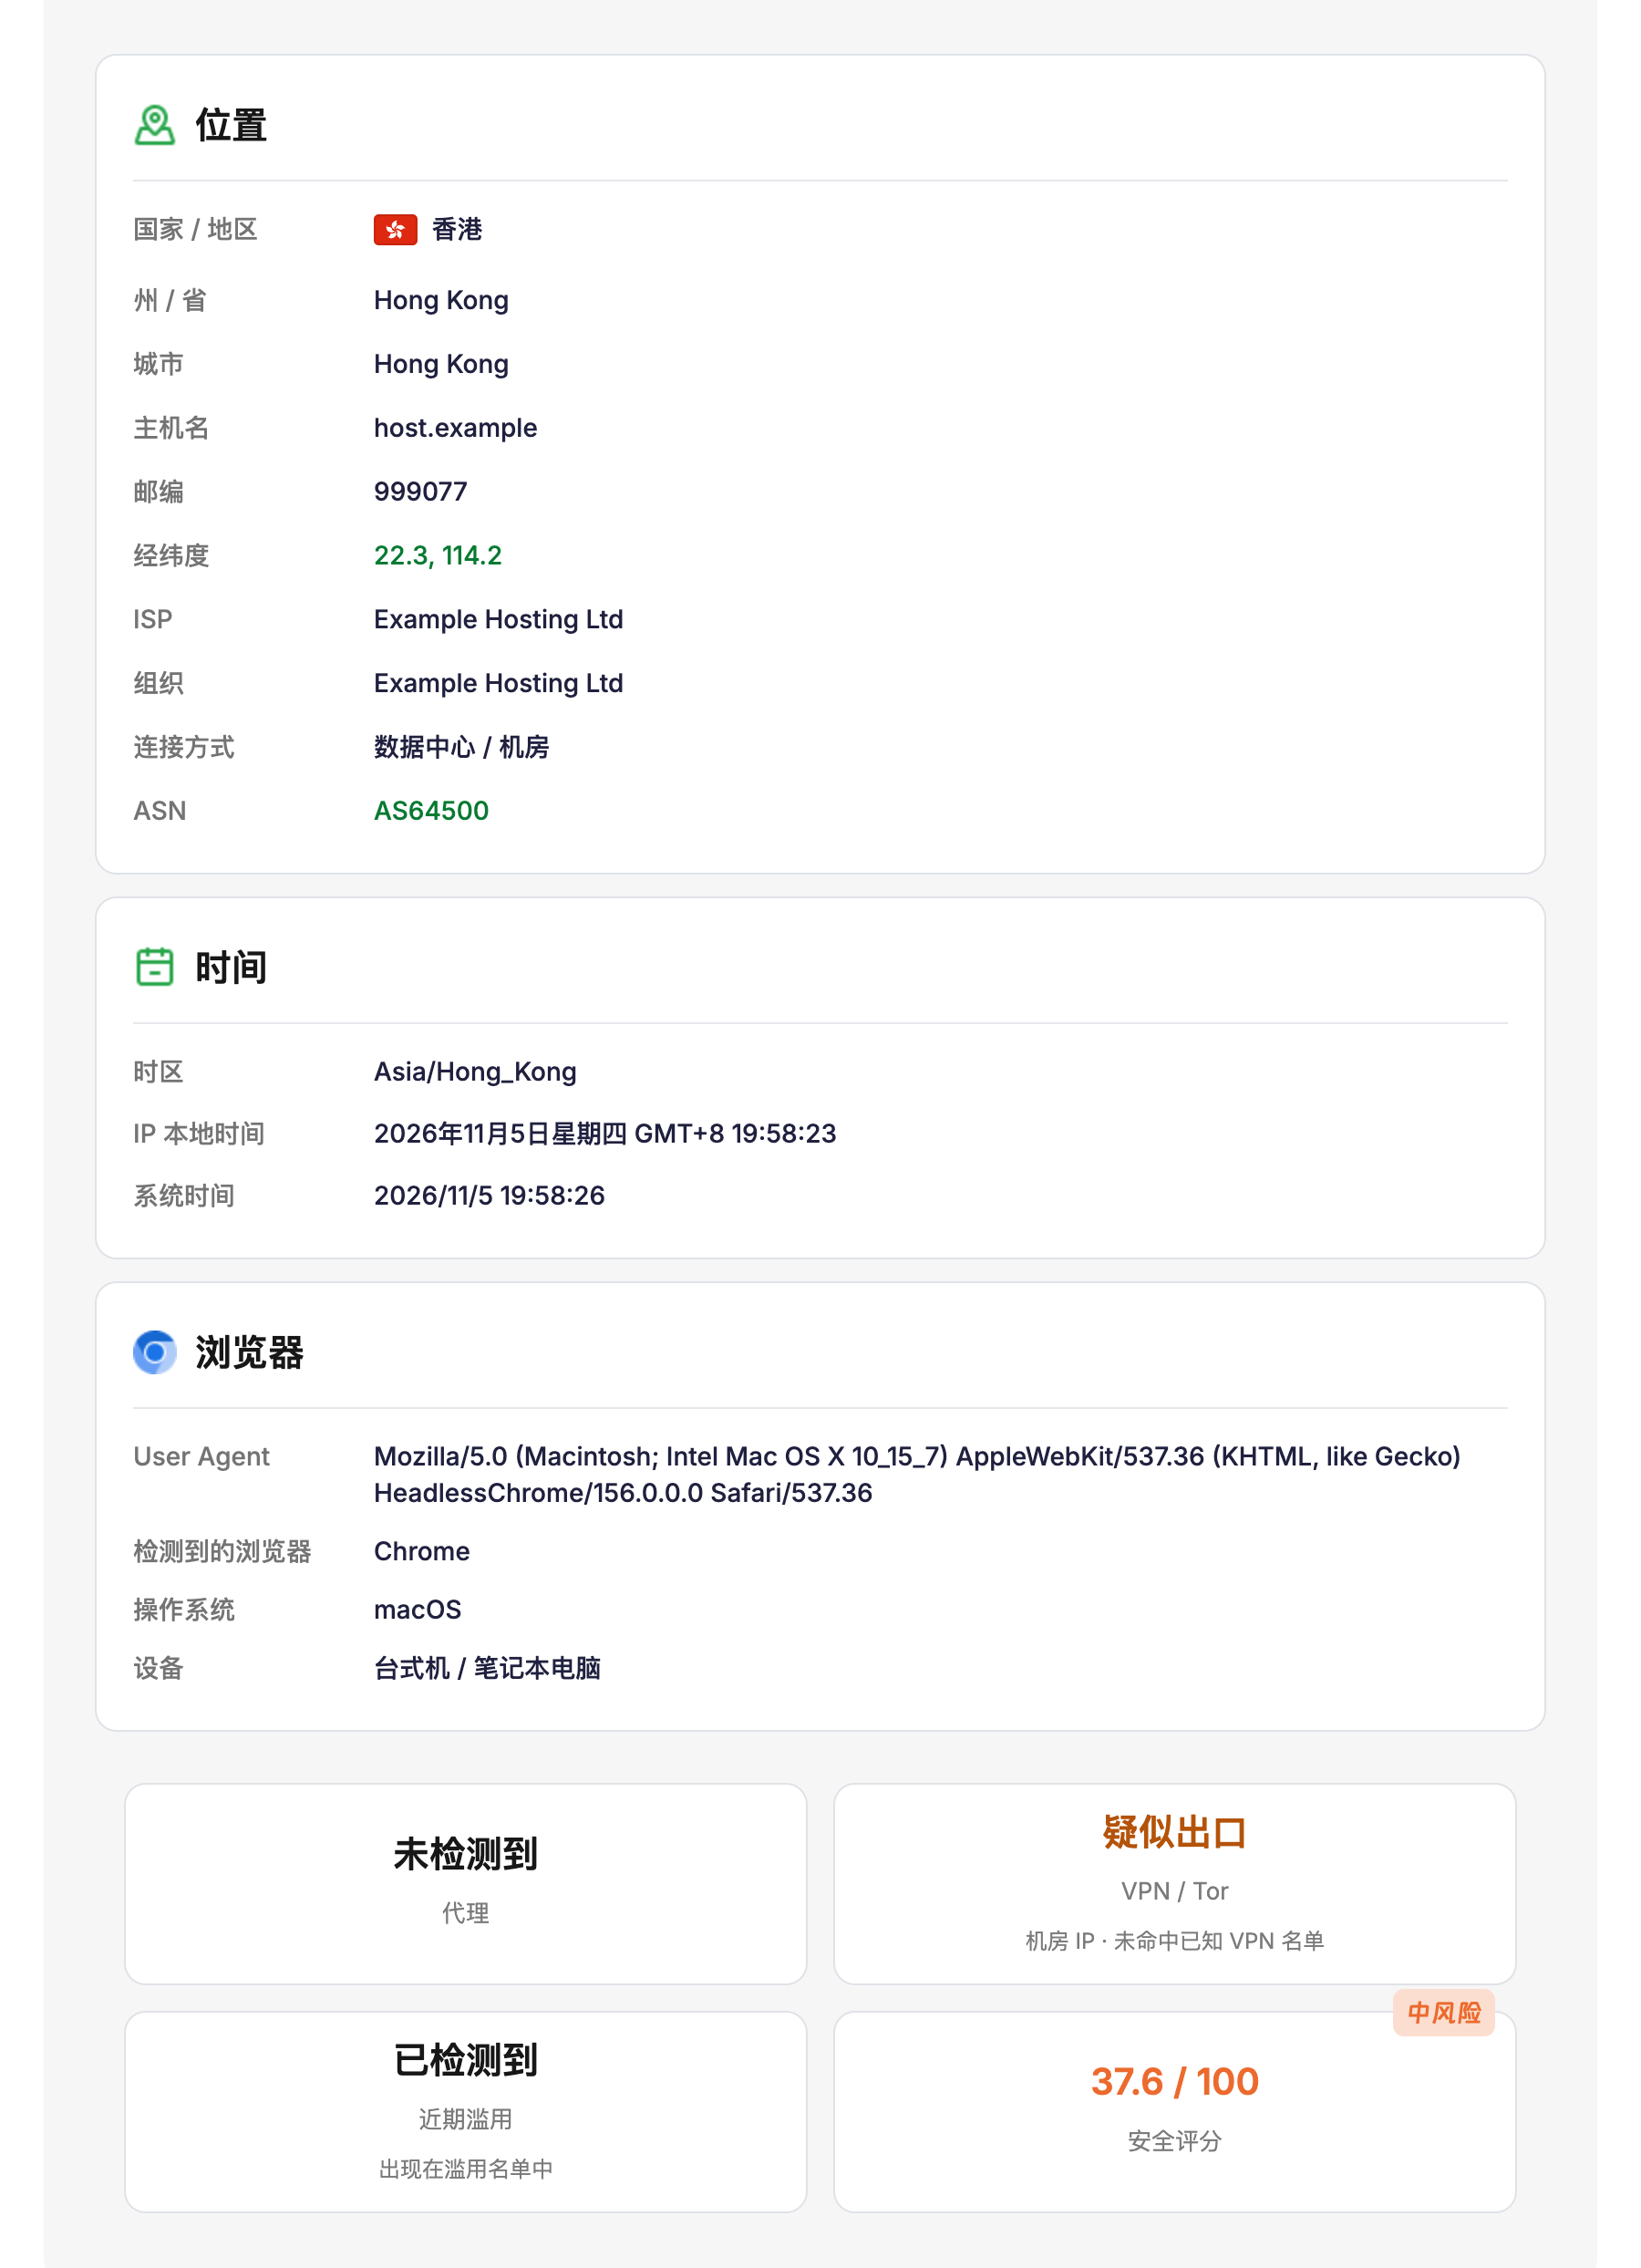 位置
国家 / 地区 香港
州 / 省 Hong Kong
城市 Hong Kong
主机名 host.example
邮编 999077
经纬度 22.3, 114.2
ISP Example Hosting Ltd
组织 Example Hosting Ltd
连接方式 数据中心 / 机房
ASN AS64500
时间
时区 Asia/Hong_Kong
IP 本地时间 2026年11月5日星期四 GMT+8 19:58:23
系统时间 2026/11/5 19:58:26
浏览器
User Agent Mozilla/5.0 (Macintosh; Intel Mac OS X 10_15_7) AppleWebKit/537.36 (KHTML, like Gecko)
HeadlessChrome/156.0.0.0 Safari/537.36
检测到的浏览器 Chrome
操作系统 macOS
设备 台式机 / 笔记本电脑
未检测到
代理
疑似出口
VPN / Tor
机房 IP · 未命中已知 VPN 名单
已检测到
近期滥用
出现在滥用名单中
中风险
37.6 / 100
安全评分